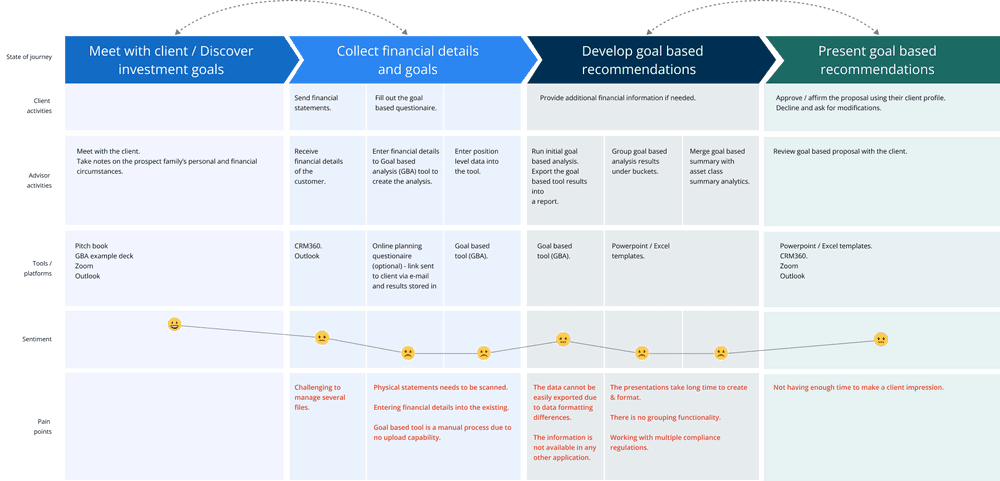 State of journey
Meet with client / Discover
investment goals
Collect financial details
and goals
Develop goal based
recommendations
Present goal based
recommendations
Client
activities
Send financial
statements.
Fill out the goal
based questionaire.
Provide additional financial information if needed.
Approve / affirm the proposal using their client profile.
Decline and ask for modifications.
Advisor
activities
Meet with the client.
Take notes on the prospect family's personal and financial
circumstances.
Receive
financial details
of the
customer.
Enter financial details
to Goal based
analysis (GBA) tool to
create the analysis.
Enter position
level data into
the tool.
Run initial goal
based analysis.
Export the goal
based tool results
into
a report.
Group goal based
analysis results
under buckets.
Merge goal based
summary with
asset class
summary analytics.
Review goal based proposal with the client.
Tools /
platforms
Pitch book
GBA example deck
Zoom
Outlook
CRM360.
Outlook
Online planning
questionaire
(optional) - link sent
to client via e-mail
and results stored in
Goal based
tool (GBA).
Goal based
tool (GBA).
Powerpoint / Excel
templates.
Powerpoint / Excel templates.
CRM360.
Zoom
Outlook
Sentiment
Pain
points
Challenging to
manage several
files.
Physical statements needs to be scanned.
Entering financial details into the existing.
Goal based tool is a manual process due to
no upload capability.
The data cannot be
easily exported due
to data formatting
differences.
The information is
not available in any
other application.
The presentations take long time to create
& format.
There is no grouping functionality.
Working with multiple compliance
regulations.
Not having enough time to make a client impression.